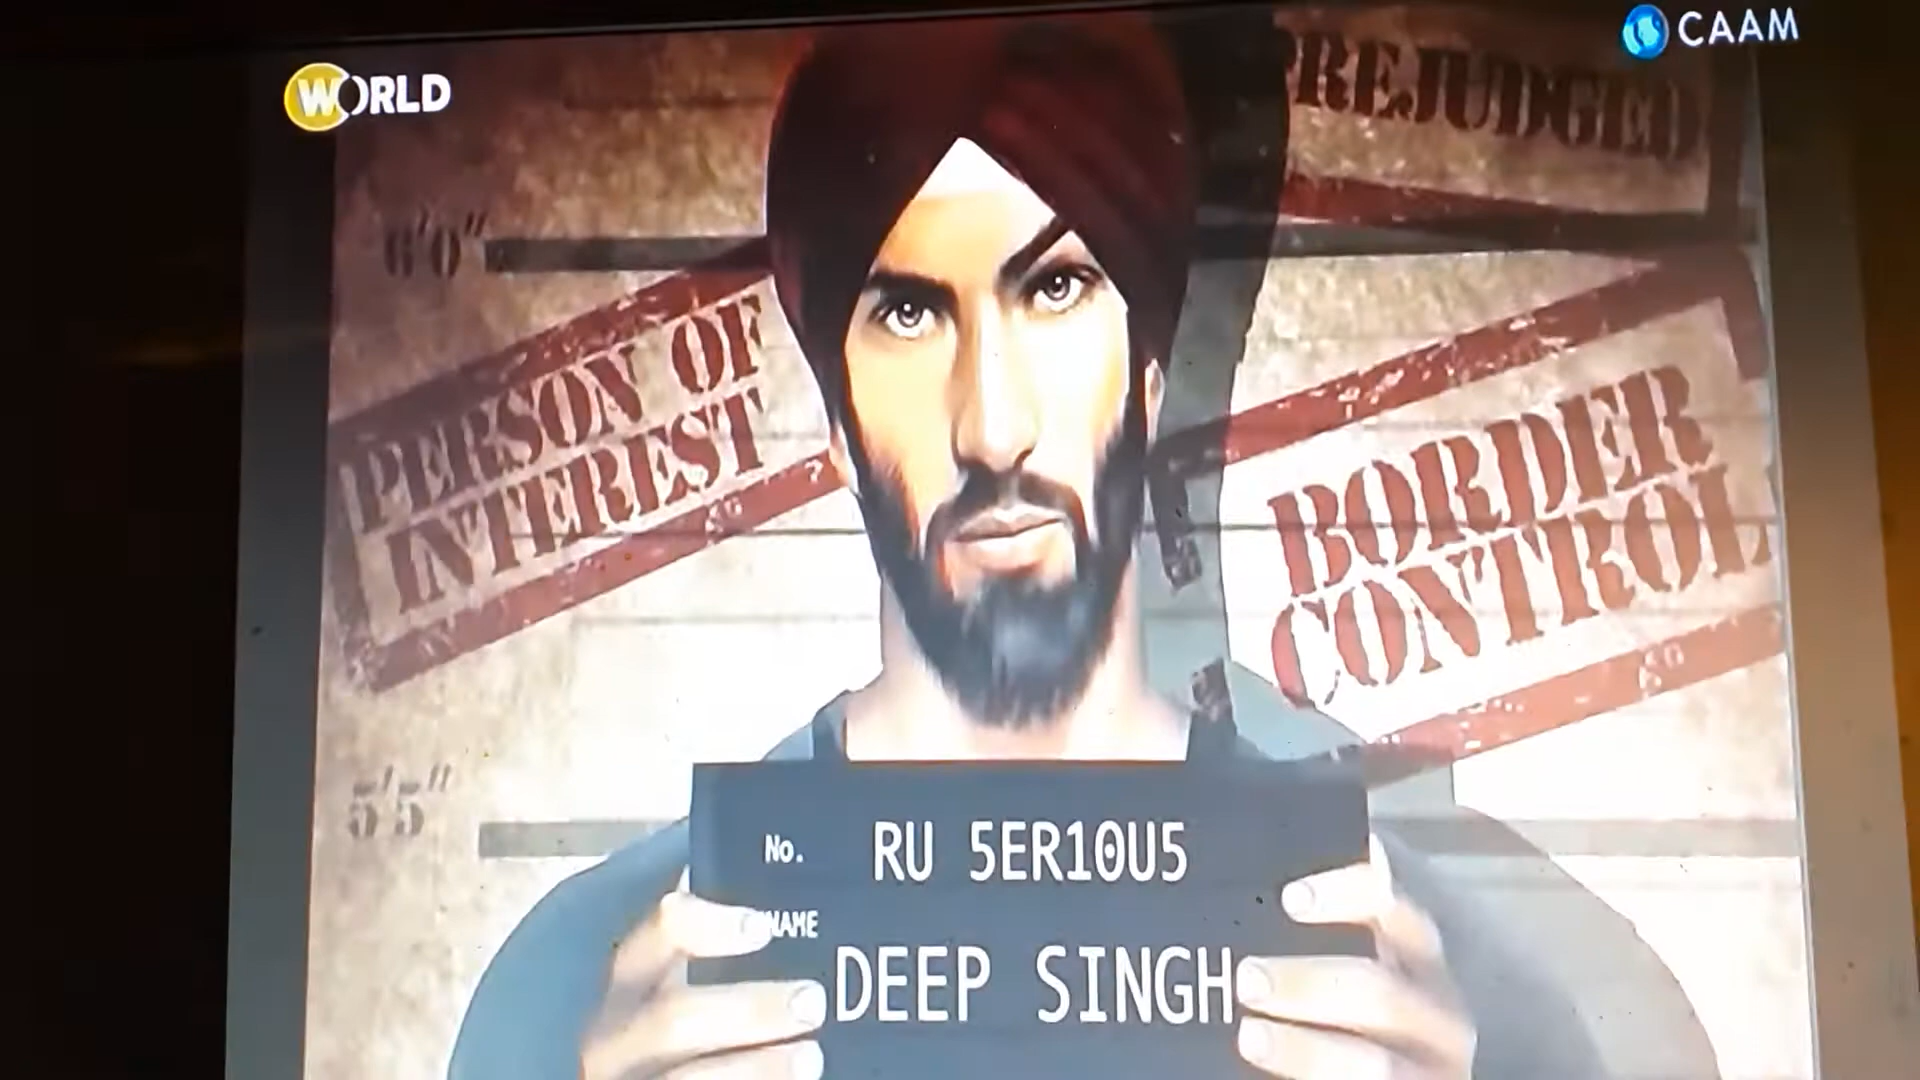 WORLD
CAAM
PREJUDGED
6'0"
PERSON OF
INTEREST
BORDER
CONTROL
5'5"
No. RU 5ER10U5
NAME
DEEP SINGH